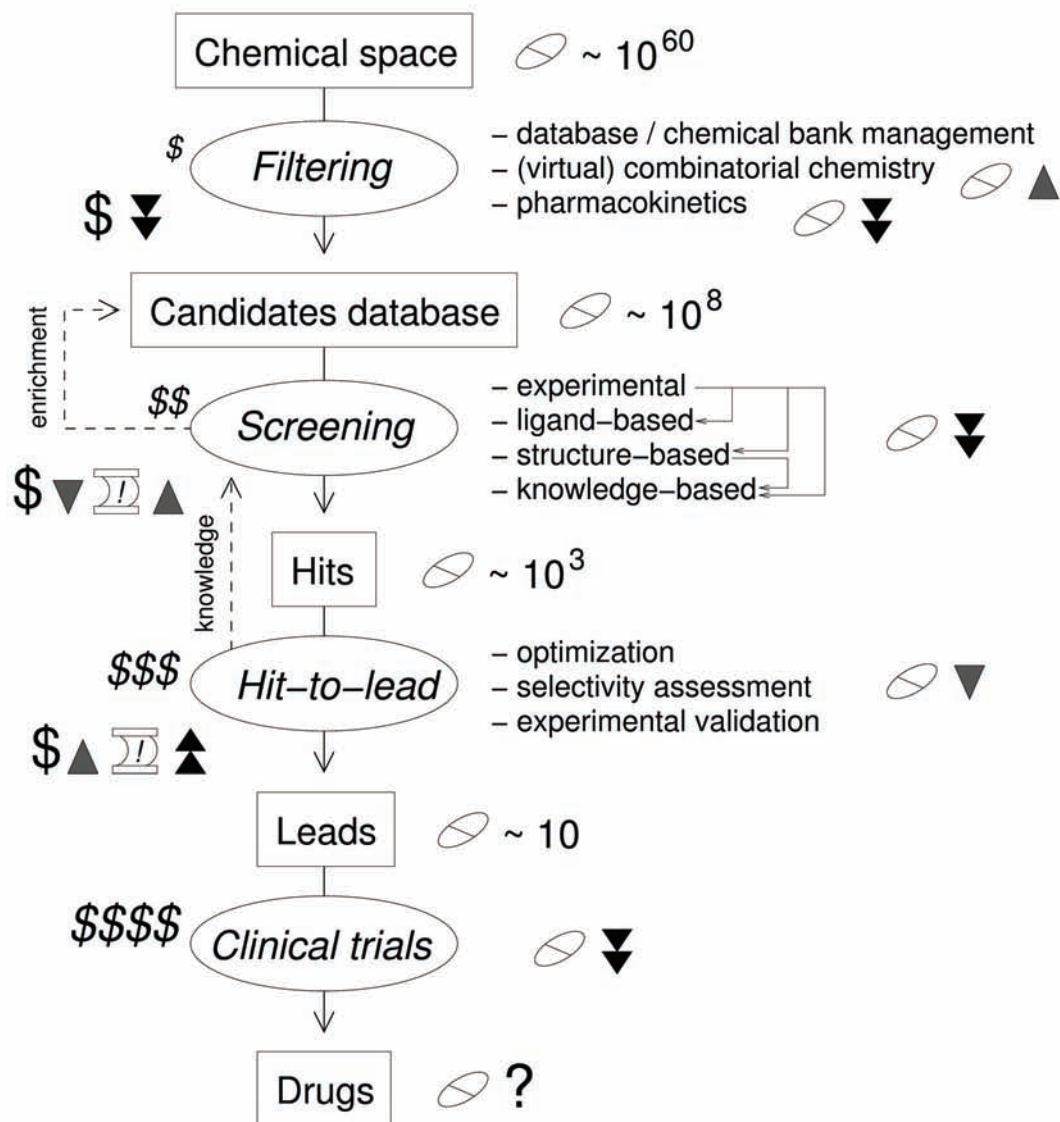 Chemical space
~ 10^60
$
Filtering
– database / chemical bank management
– (virtual) combinatorial chemistry
– pharmacokinetics
$
Candidates database
~ 10^8
enrichment
$$
Screening
– experimental
– ligand–based
– structure–based
– knowledge–based
$ !
knowledge
Hits
~ 10^3
$$$
Hit–to–lead
– optimization
– selectivity assessment
– experimental validation
$ !
Leads
~ 10
$$$$
Clinical trials
Drugs
?